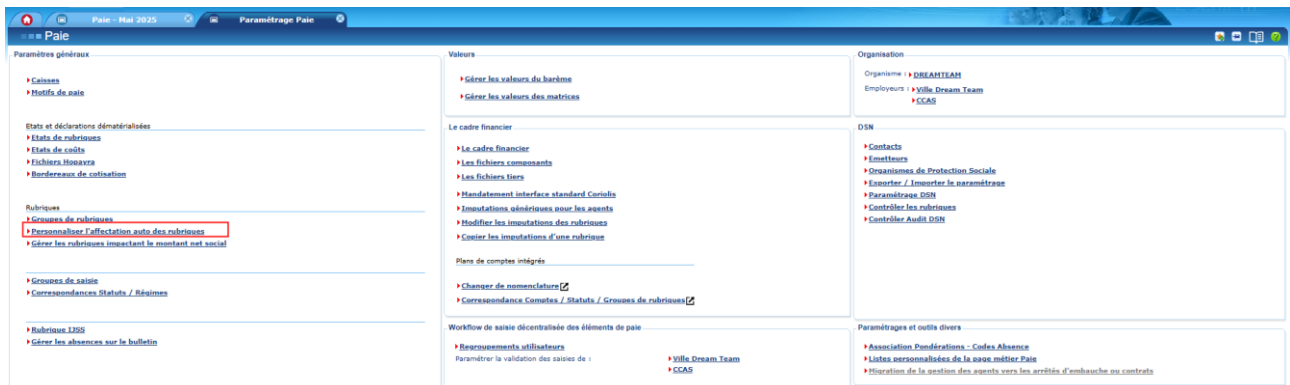 Paie - Mai 2025
Paramétrage Paie
Paie
Paramètres généraux
Caisses
Motifs de paie
Etats et déclarations dématérialisées
Etats de rubriques
Etats de coûts
Fichiers Hopayra
Bordereaux de cotisation
Rubriques
Groupes de rubriques
Personnaliser l'affectation auto des rubriques
Gérer les rubriques impactant le montant net social
Groupes de saisie
Correspondances Statuts / Régimes
Rubrique IJSS
Gérer les absences sur le bulletin
Valeurs
Gérer les valeurs du barème
Gérer les valeurs des matrices
Le cadre financier
Le cadre financier
Les fichiers composants
Les fichiers tiers
Mandatement interface standard Coriolis
Imputations génériques pour les agents
Modifier les imputations des rubriques
Copier les imputations d'une rubrique
Plans de comptes intégrés
Changer de nomenclature
Correspondance Comptes / Statuts / Groupes de rubriques
Workflow de saisie décentralisée des éléments de paie
Regroupements utilisateurs
Paramétrer la validation des saisies de : Ville Dream Team
CCAS
Organisation
Organisme : DREAMTEAM
Employeurs : Ville Dream Team
CCAS
DSN
Contacts
Emetteurs
Organismes de Protection Sociale
Exporter / Importer le paramétrage
Paramétrage DSN
Contrôler les rubriques
Contrôler Audit DSN
Paramétrages et outils divers
Association Pondérations - Codes Absence
Listes personnalisées de la page métier Paie
Migration de la gestion des agents vers les arrêtés d'embauche ou contrats